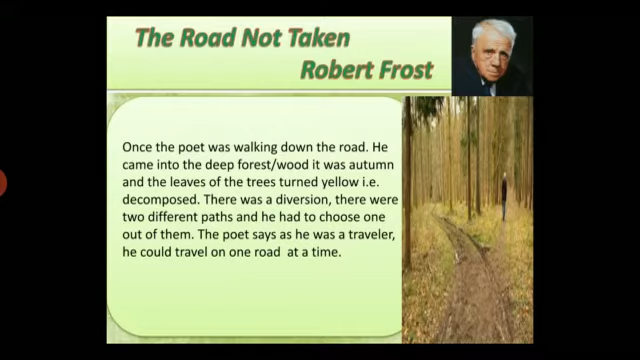 The Road Not Taken
Robert Frost
Once the poet was walking down the road. He
came into the deep forest/wood it was autumn
and the leaves of the trees turned yellow i.e.
decomposed. There was a diversion, there were
two different paths and he had to choose one
out of them. The poet says as he was a traveler,
he could travel on one road at a time.